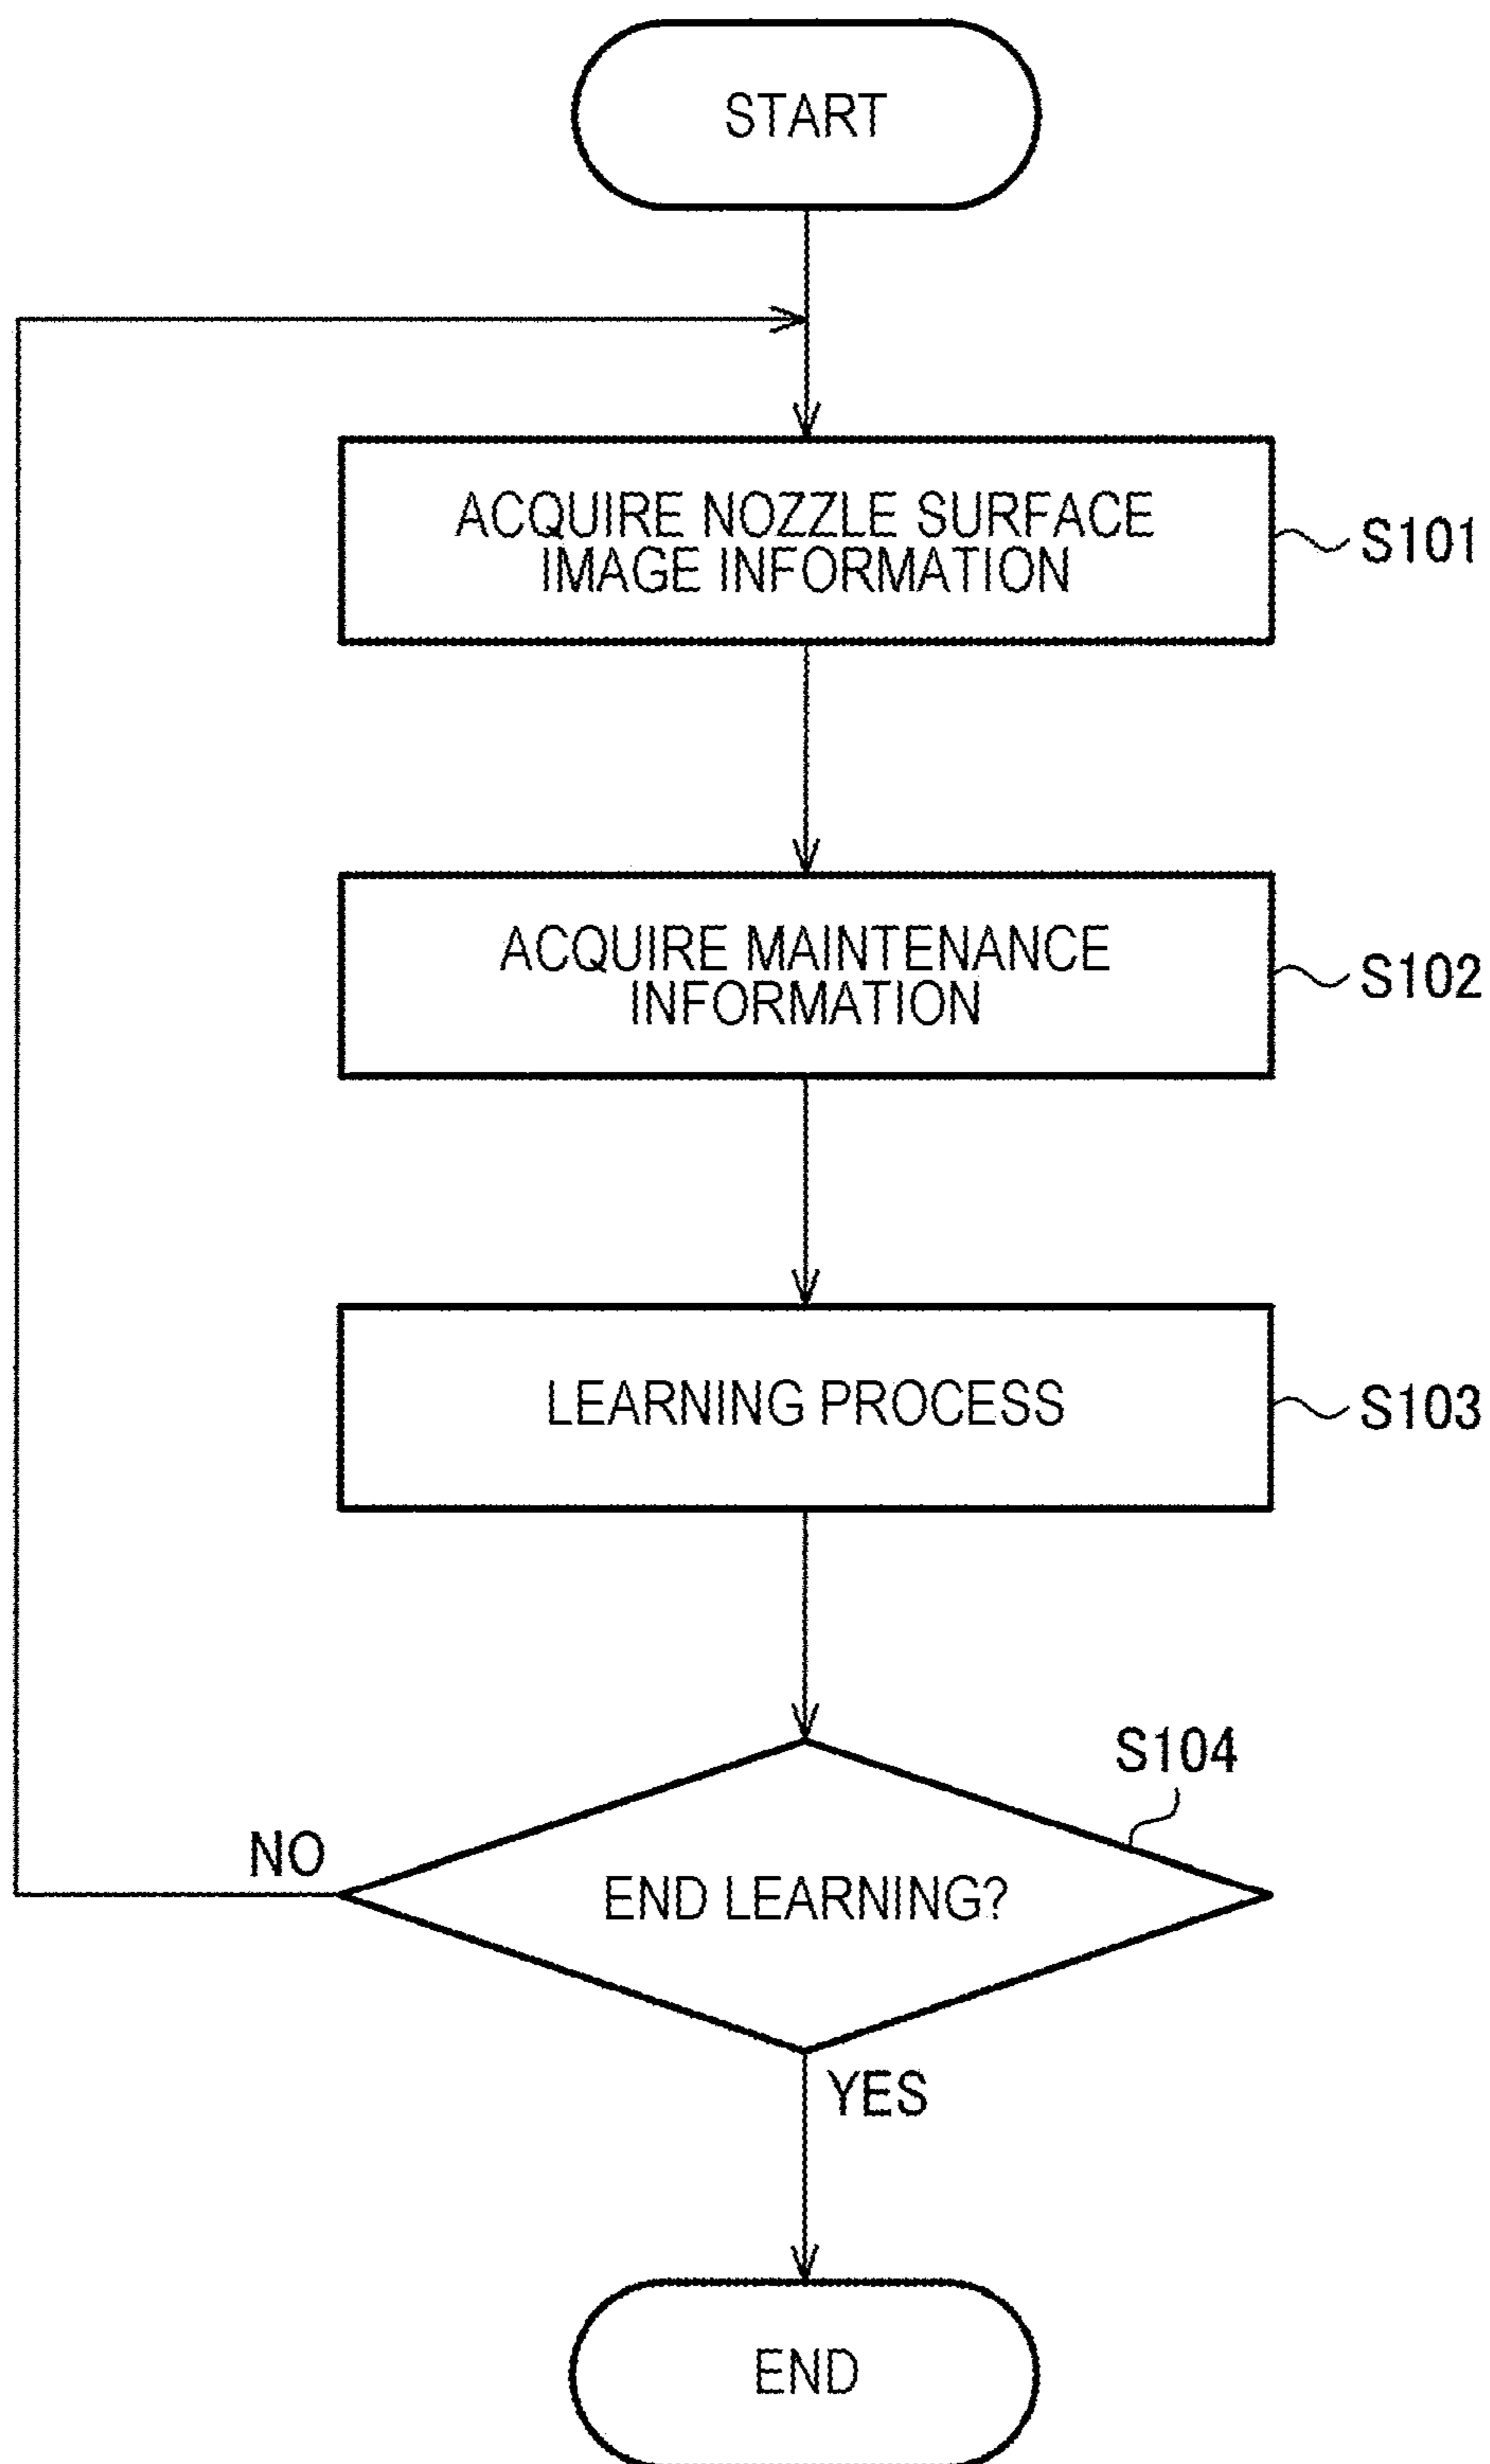 START
ACQUIRE NOZZLE SURFACE
IMAGE INFORMATION
S101
ACQUIRE MAINTENANCE
INFORMATION
S102
LEARNING PROCESS
S103
S104
NO
END LEARNING?
YES
END